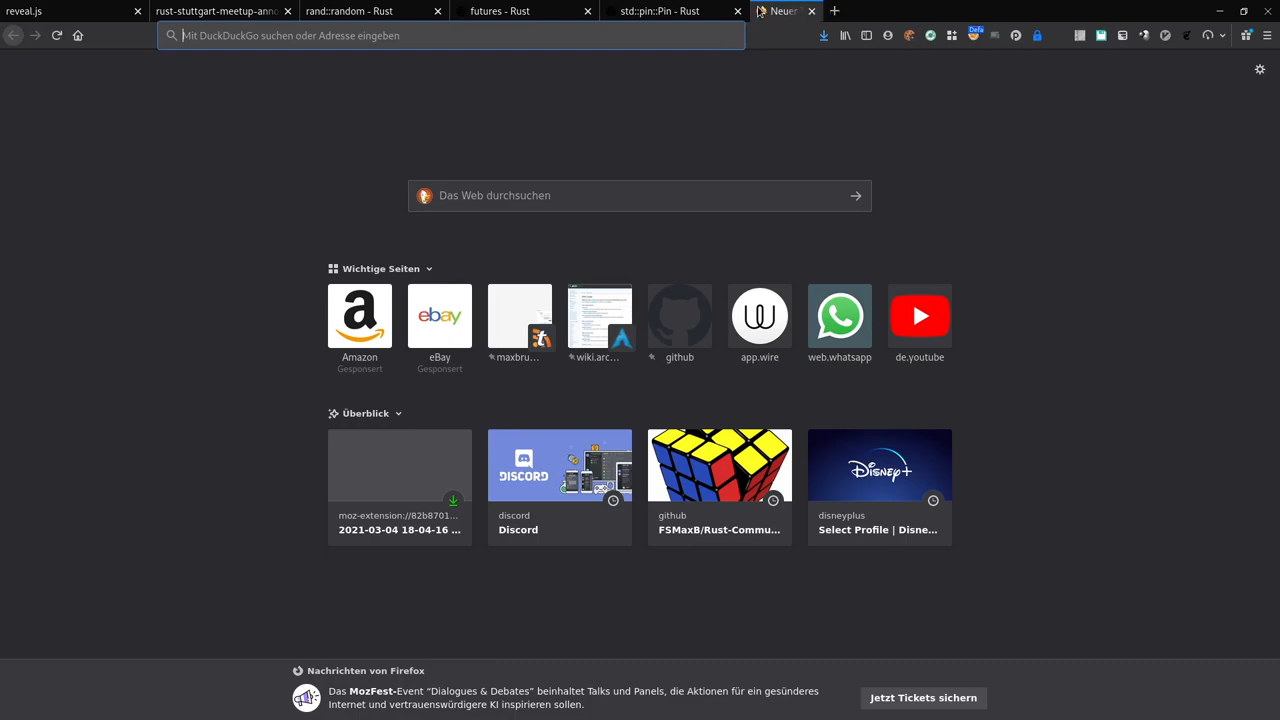 reveal.js
rust-stuttgart-meetup-anno
rand::random - Rust
futures - Rust
std::pin::Pin - Rust
Neuer
Mit DuckDuckGo suchen oder Adresse eingeben
Defa
Das Web durchsuchen
Wichtige Seiten
ebay
Amazon
eBay
maxbru…
wiki.arc…
github
app.wire
web.whatsapp
de.youtube
Gesponsert
Gesponsert
Überblick
DISCORD
Disney+
moz-extension://82b8701…
discord
github
disneyplus
2021-03-04 18-04-16 …
Discord
FSMaxB/Rust-Commu…
Select Profile | Disne…
Nachrichten von Firefox
Das MozFest-Event “Dialogues & Debates” beinhaltet Talks und Panels, die Aktionen für ein gesünderes
Internet und vertrauenswürdigere KI inspirieren sollen.
Jetzt Tickets sichern